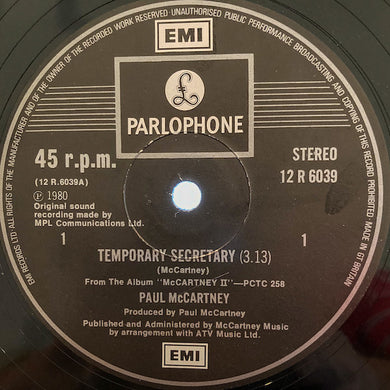 EMI
MANUFACTURER AND OF THE OWNER OF THE RECORDED WORK RESERVED UNAUTHORISED PUBLIC PERFORMANCE BROADCASTING AND COPYING OF THIS RECORD PROHIBITED
£
PARLOPHONE
45 r.p.m.
STEREO
(12 R.6039A)
12 R 6039
℗ 1980
Original sound
recording made by
MPL Communications Ltd.
1
1
TEMPORARY SECRETARY (3.13)
(McCartney)
From The Album "McCARTNEY II"—PCTC 258
PAUL McCARTNEY
Produced by Paul McCartney
Published and Administered by McCartney Music
by arrangement with ATV Music Ltd.
EMI
EMI RECORDS LTD. ALL RIGHTS OF THE
MADE IN GT BRITAIN